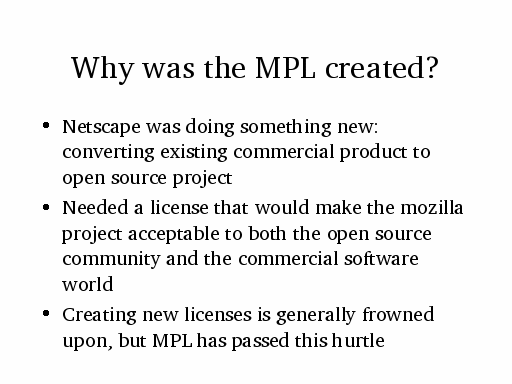 Why was the MPL created?
• Netscape was doing something new:
converting existing commercial product to
open source project
• Needed a license that would make the mozilla
project acceptable to both the open source
community and the commercial software
world
• Creating new licenses is generally frowned
upon, but MPL has passed this hurtle